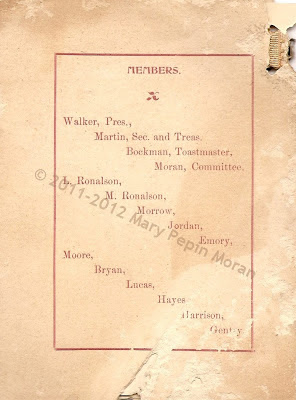 MEMBERS.
Walker, Pres.,
Martin, Sec. and Treas.
Bockman, Toastmaster,
Moran, Committee.
L. Ronalson,
M. Ronalson,
Morrow,
Jordan,
Emory,
Moore,
Bryan,
Lucas,
Hayes
Harrison,
Gentry
© 2011-2012 Mary Pepin Moran